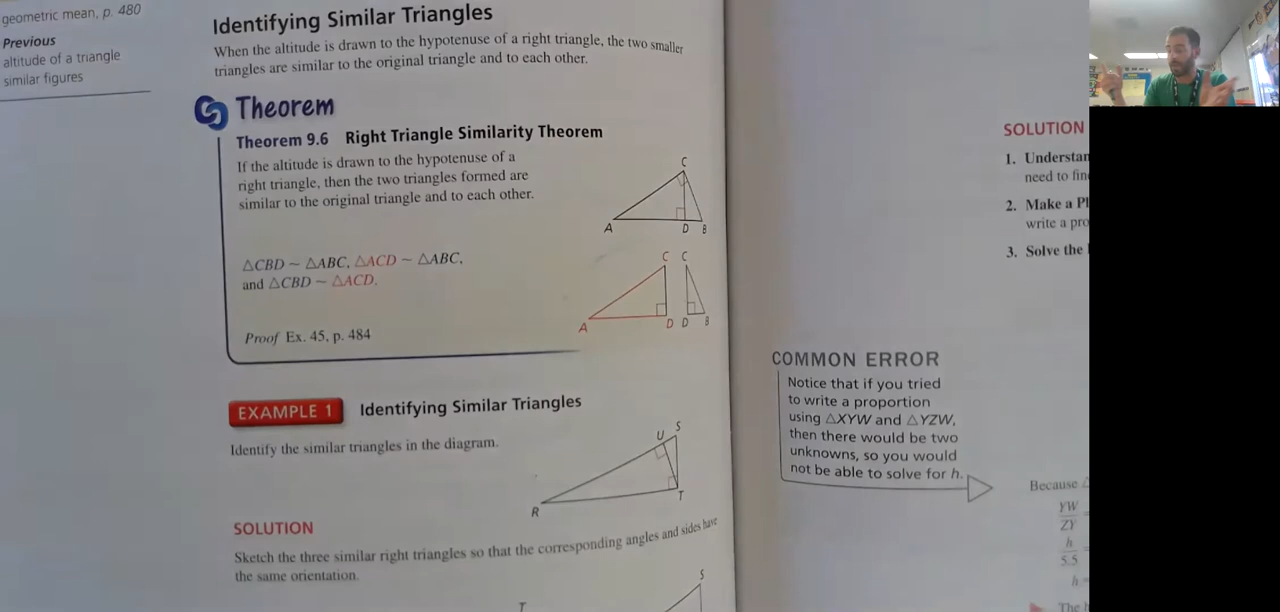 geometric mean, p. 480
Previous
altitude of a triangle
similar figures
Identifying Similar Triangles
When the altitude is drawn to the hypotenuse of a right triangle, the two smaller
triangles are similar to the original triangle and to each other.
Theorem
Theorem 9.6 Right Triangle Similarity Theorem
If the altitude is drawn to the hypotenuse of a
right triangle, then the two triangles formed are
similar to the original triangle and to each other.
C
A
D
B
△CBD ~ △ABC, △ACD ~ △ABC,
and △CBD ~ △ACD.
C C
A
D D B
Proof Ex. 45, p. 484
EXAMPLE 1 Identifying Similar Triangles
Identify the similar triangles in the diagram.
U S
R
T
SOLUTION
Sketch the three similar right triangles so that the corresponding angles and sides have
the same orientation.
S
T
SOLUTION
1. Understan
need to fin
2. Make a Pl
write a pro
3. Solve the
COMMON ERROR
Notice that if you tried
to write a proportion
using △XYW and △YZW,
then there would be two
unknowns, so you would
not be able to solve for h.
Because
YW
ZY
h
5.5
h
The